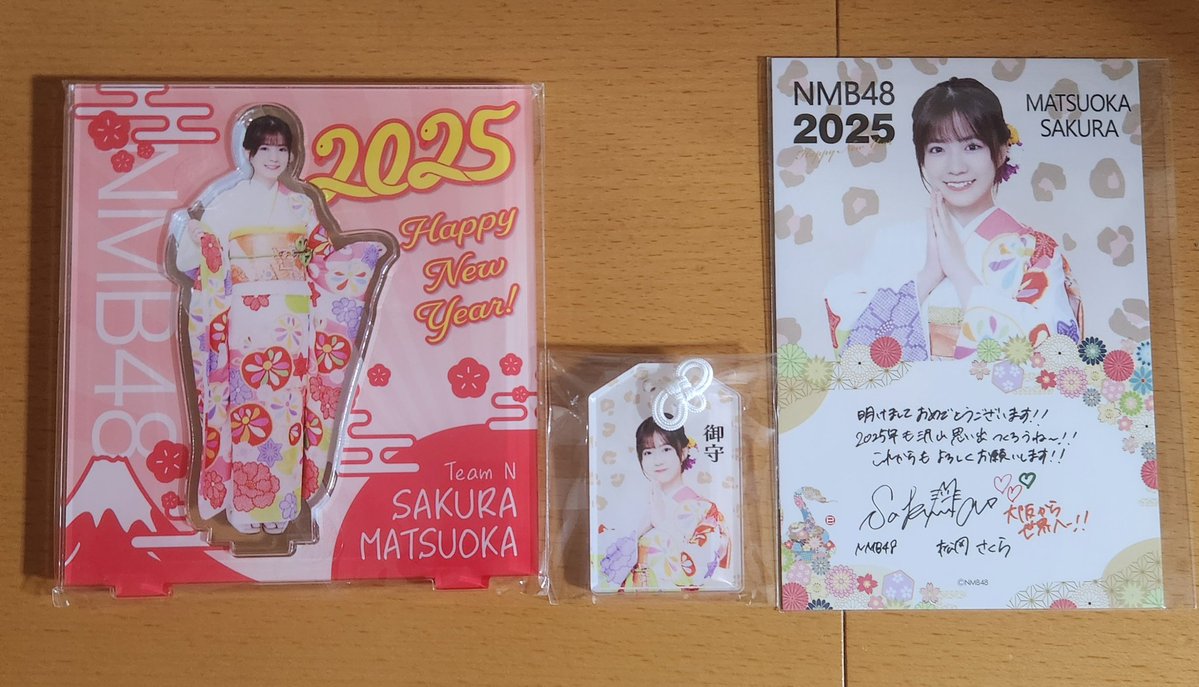 NMB48
2025
Happy
New
Year!
Team N
SAKURA
MATSUOKA
御守
NMB48
2025
MATSUOKA
SAKURA
明けましておめでとうございます!!
2025年も沢山思い出つくろうね〜!!
これからもよろしくお願いします!!
大阪から
世界へ!!
NMB48 松岡さくら
©NMB48